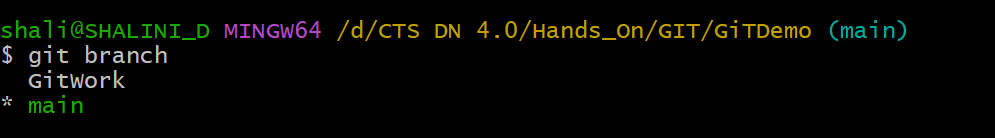 shali@SHALINI_D MINGW64 /d/CTS DN 4.0/Hands_On/GIT/GiTDemo (main)
$ git branch
  GitWork
* main